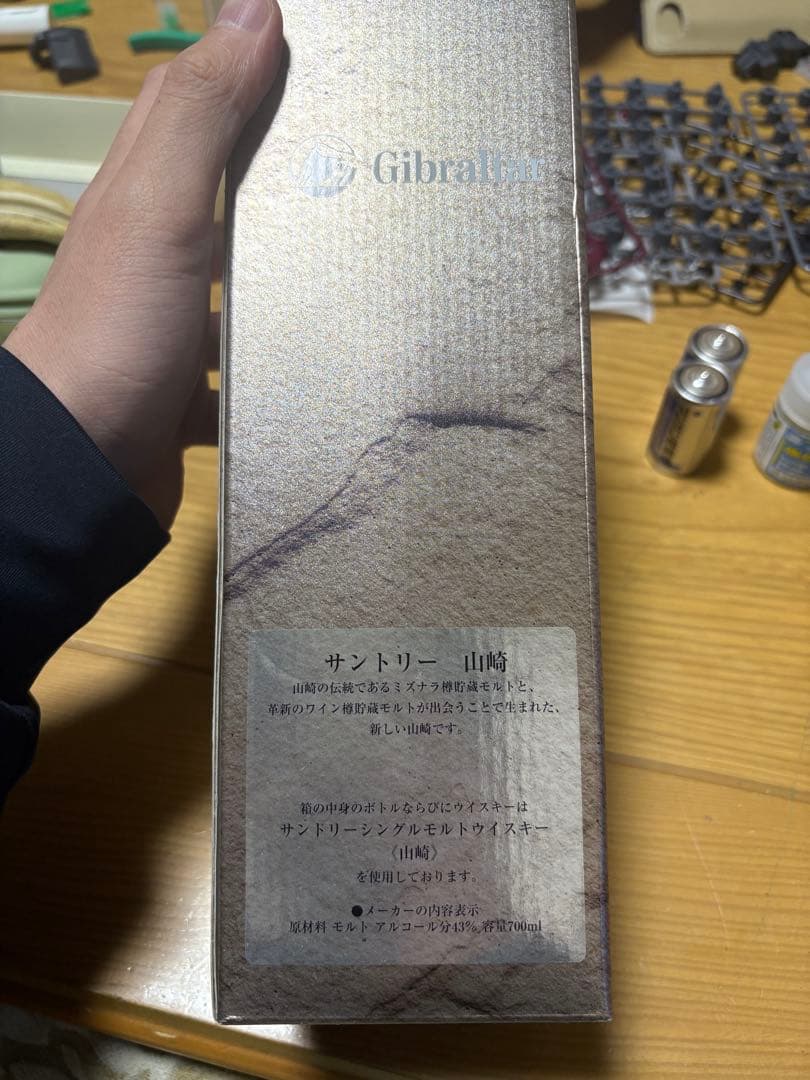 Gibraltar
サントリー 山崎
山崎の伝統であるミズナラ樽貯蔵モルトと、
革新のワイン樽貯蔵モルトが出会うことで生まれた、
新しい山崎です。
箱の中身のボトルならびにウイスキーは
サンドリーシングルモルトウイスキー
《山崎》
を使用しております。
●メーカーの内容表示
原材料 モルト アルコール分43% 容量700ml